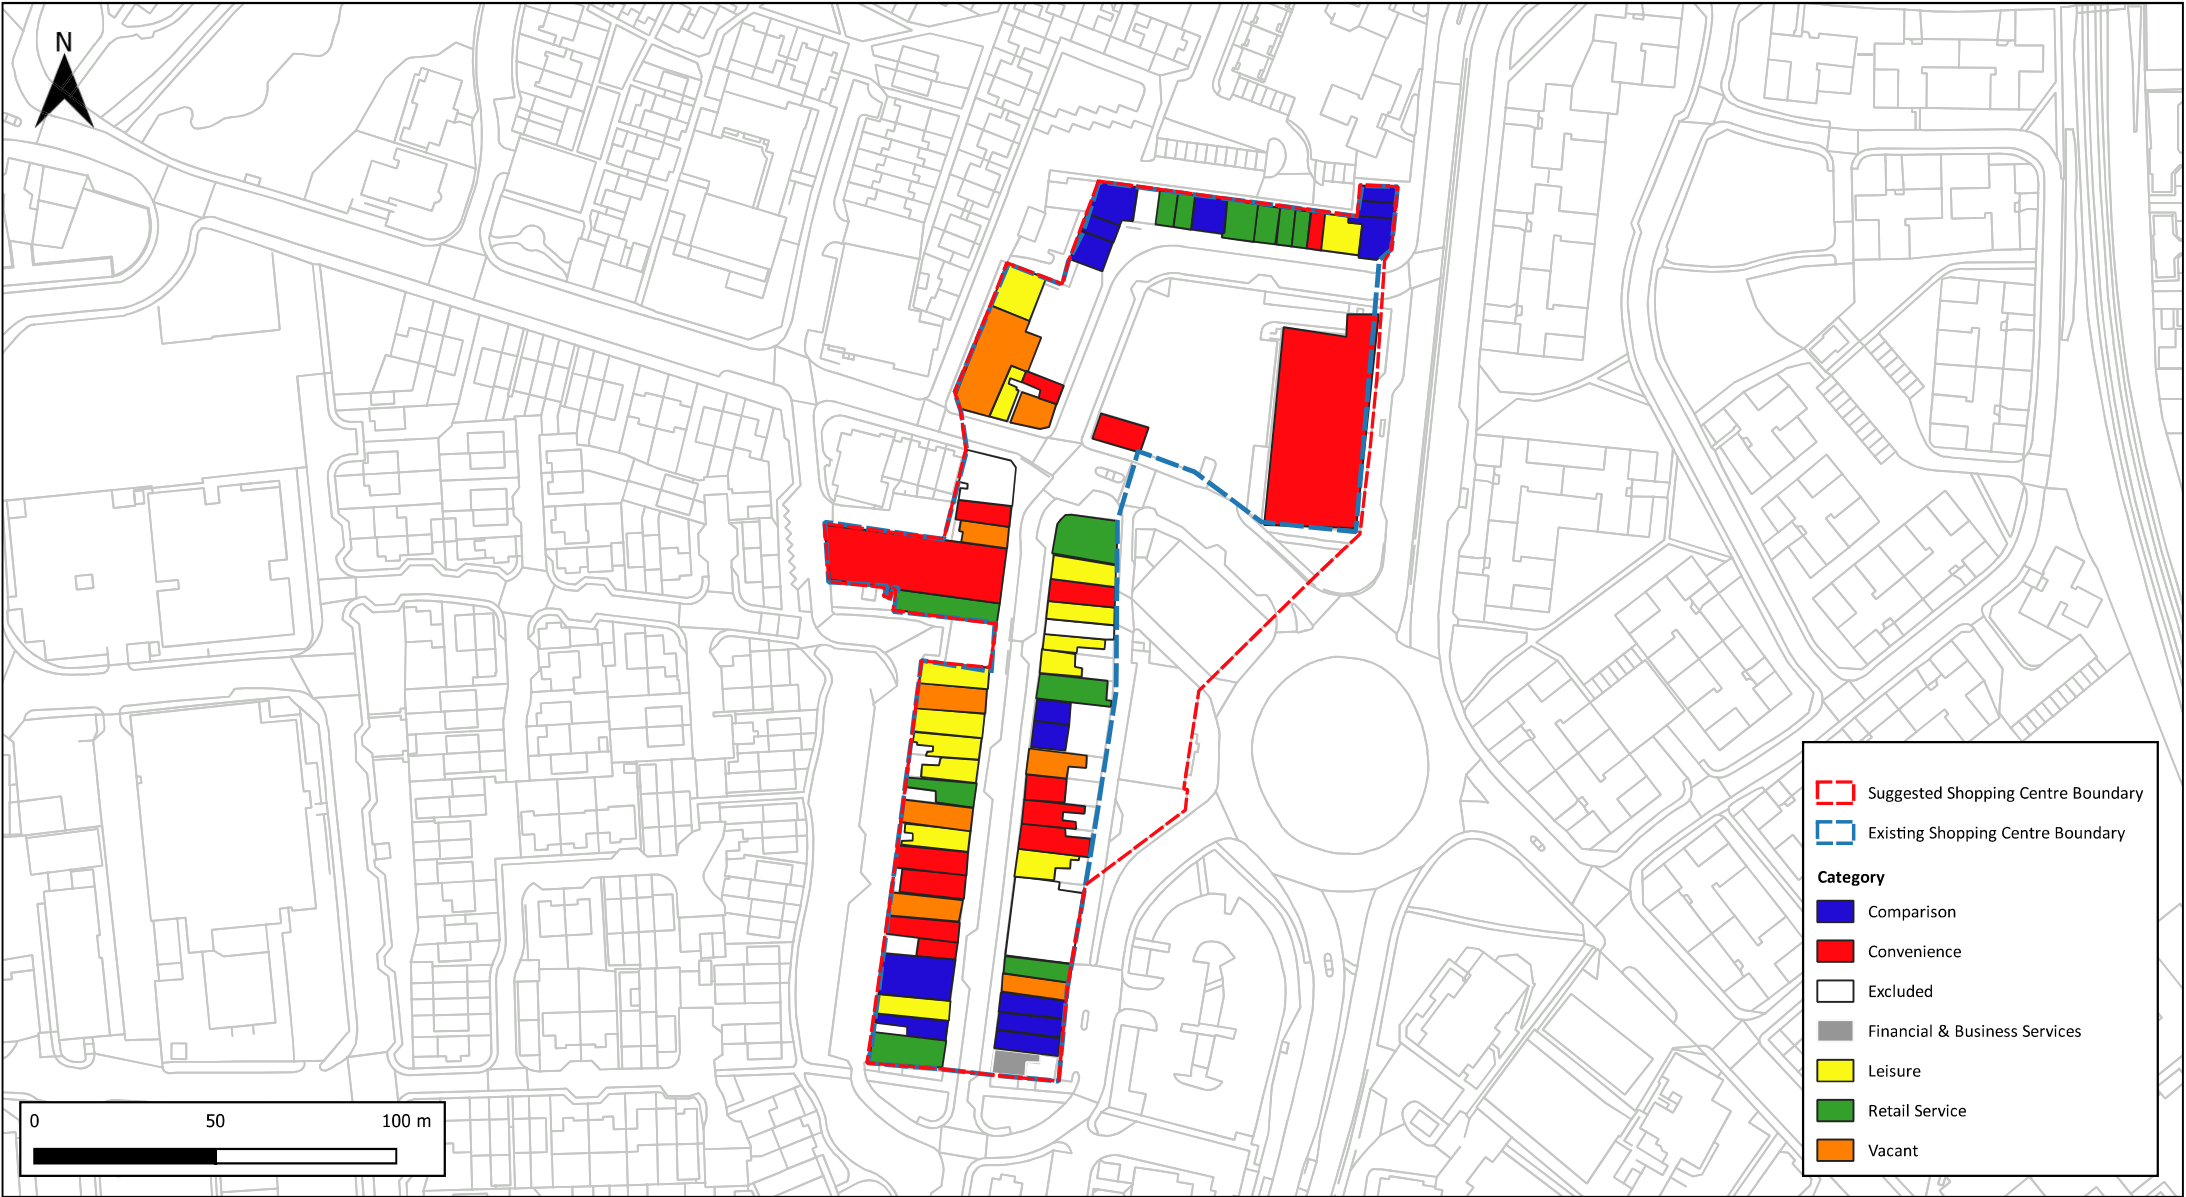 N
Suggested Shopping Centre Boundary
Existing Shopping Centre Boundary
Category
Comparison
Convenience
Excluded
Financial & Business Services
Leisure
Retail Service
Vacant
0 50 100 m